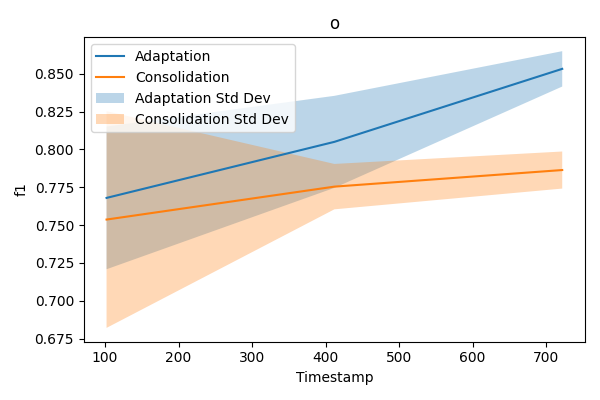 o
Adaptation
Consolidation
Adaptation Std Dev
Consolidation Std Dev
f1
0.850
0.825
0.800
0.775
0.750
0.725
0.700
0.675
100 200 300 400 500 600 700
Timestamp